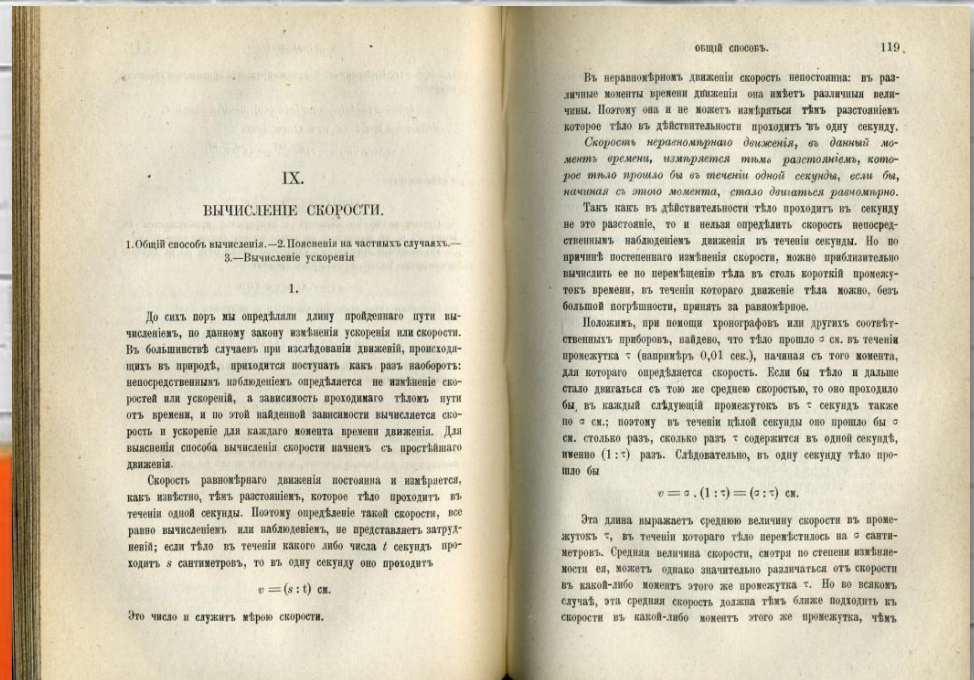 IX.
ВЫЧИСЛЕНІЕ СКОРОСТИ.
1.Общій способъ вычисленія.—2.Поясненія на частныхъ случаяхъ.—
3.—Вычисленіе ускоренія
1.
До сихъ поръ мы опредѣляли длину пройденнаго пути вы-
численіемъ, по данному закону измѣненія ускоренія или скорости.
Въ большинствѣ случаевъ при изслѣдованіи движеній, происходя-
щихъ въ природѣ, приходится поступать какъ разъ наоборотъ:
непосредственнымъ наблюденіемъ опредѣляется не измѣненіе ско-
ростей или ускореній, а зависимость проходимаго тѣломъ пути
отъ времени, и по этой найденной зависимости вычисляется ско-
рость и ускореніе для каждаго момента времени движенія. Для
выясненія способа вычисленія скорости начнемъ съ простѣйшаго
движенія.
Скорость равномѣрнаго движенія постоянна и измѣряется,
какъ извѣстно, тѣмъ разстояніемъ, которое тѣло проходитъ въ
теченіи одной секунды. Поэтому опредѣленіе такой скорости, все
равно вычисленіемъ или наблюденіемъ, не представляетъ затруд-
неній; если тѣло въ теченіи какого либо числа t секундъ про-
ходитъ s сантиметровъ, то въ одну секунду оно проходитъ
v = (s : t) см.
Это число и служитъ мѣрою скорости.
ОБЩІЙ СПОСОБЪ. 119
Въ неравномѣрномъ движеніи скорость непостоянна: въ раз-
личные моменты времени движенія она имѣетъ различныя вели-
чины. Поэтому она и не можетъ измѣряться тѣмъ разстояніемъ
которое тѣло въ дѣйствительности проходитъ въ одну секунду.
Скорость неравномѣрнаго движенія, въ данный мо-
ментъ времени, измѣряется тѣмъ разстояніемъ, кото-
рое тѣло прошло бы въ теченіи одной секунды, если бы,
начиная съ этого момента, стало двигаться равномѣрно.
Такъ какъ въ дѣйствительности тѣло проходитъ въ секунду
не это разстояніе, то и нельзя опредѣлить скорость непосред-
ственнымъ наблюденіемъ движенія въ теченіи секунды. Но по
причинѣ постепеннаго измѣненія скорости, можно приблизительно
вычислить ее по перемѣщенію тѣла въ столь короткій промежу-
токъ времени, въ теченіи котораго движеніе тѣла можно, безъ
большой погрѣшности, принять за равномѣрное.
Положимъ, при помощи хронографовъ или другихъ соотвѣт-
ственныхъ приборовъ, найдено, что тѣло прошло σ см. въ теченіи
промежутка τ (напримѣръ 0,01 сек.), начиная съ того момента,
для котораго опредѣляется скорость. Если бы тѣло и дальше
стало двигаться съ тою же среднею скоростью, то оно проходило
бы, въ каждый слѣдующій промежутокъ въ τ секундъ также
по σ см.; поэтому въ теченіи цѣлой секунды оно прошло бы σ
см. столько разъ, сколько разъ τ содержится въ одной секундѣ,
именно (1 : τ) разъ. Слѣдовательно, въ одну секунду тѣло про-
шло бы
v = σ . (1 : τ) = (σ : τ) см.
Эта длина выражаетъ среднюю величину скорости въ проме-
жутокъ τ, въ теченіи котораго тѣло перемѣстилось на σ санти-
метровъ. Средняя величина скорости, смотря по степени измѣняе-
мости ея, можетъ однако значительно различаться отъ скорости
въ какой-либо моментъ этого же промежутка τ. Но во всякомъ
случаѣ, эта средняя скорость должна тѣмъ ближе подходить къ
скорости въ какой-либо моментъ этого же промежутка, чѣмъ